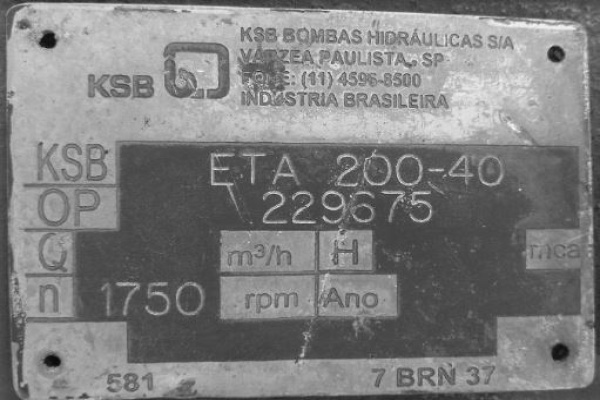 KSB
KSB BOMBAS HIDRÁULICAS S/A
VÁRZEA PAULISTA, SP
FONE: (11) 4596-8500
INDÚSTRIA BRASILEIRA
KSB ETA 200-40
OP 229675
Q m³/h H mca
n 1750 rpm Ano
581 7 BRN 37